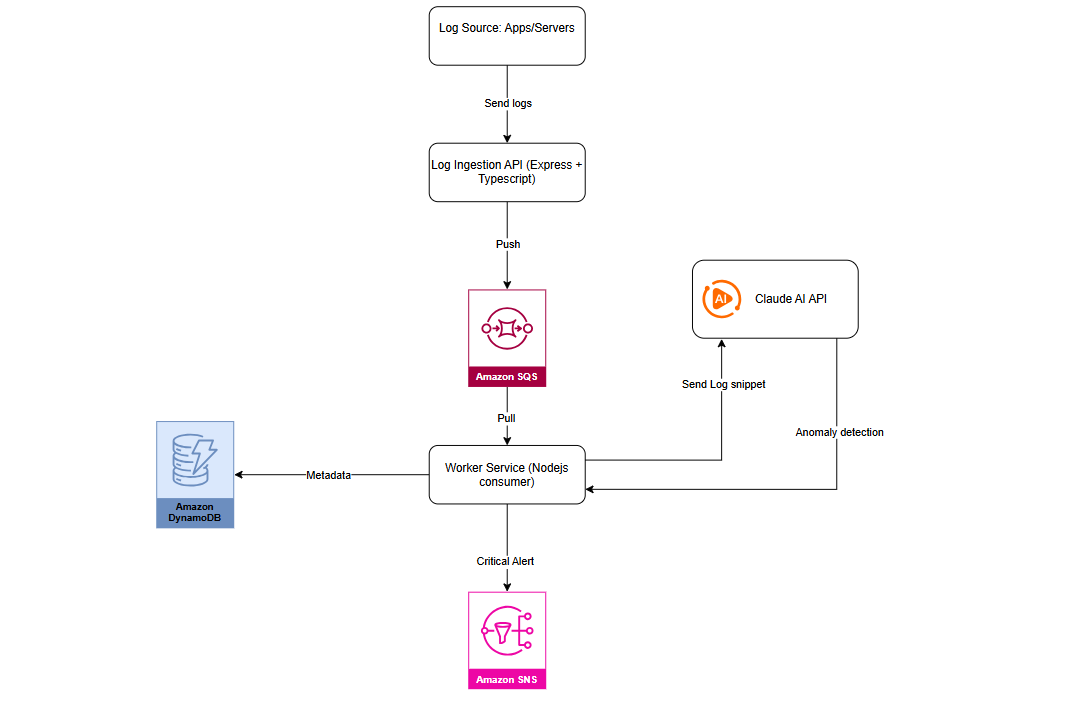 Log Source: Apps/Servers
Send logs
Log Ingestion API (Express +
Typescript)
Push
AI
Claude AI API
Amazon SQS
Send Log snippet
Pull
Anomaly detection
Worker Service (Nodejs
consumer)
Metadata
Amazon
DynamoDB
Critical Alert
Amazon SNS